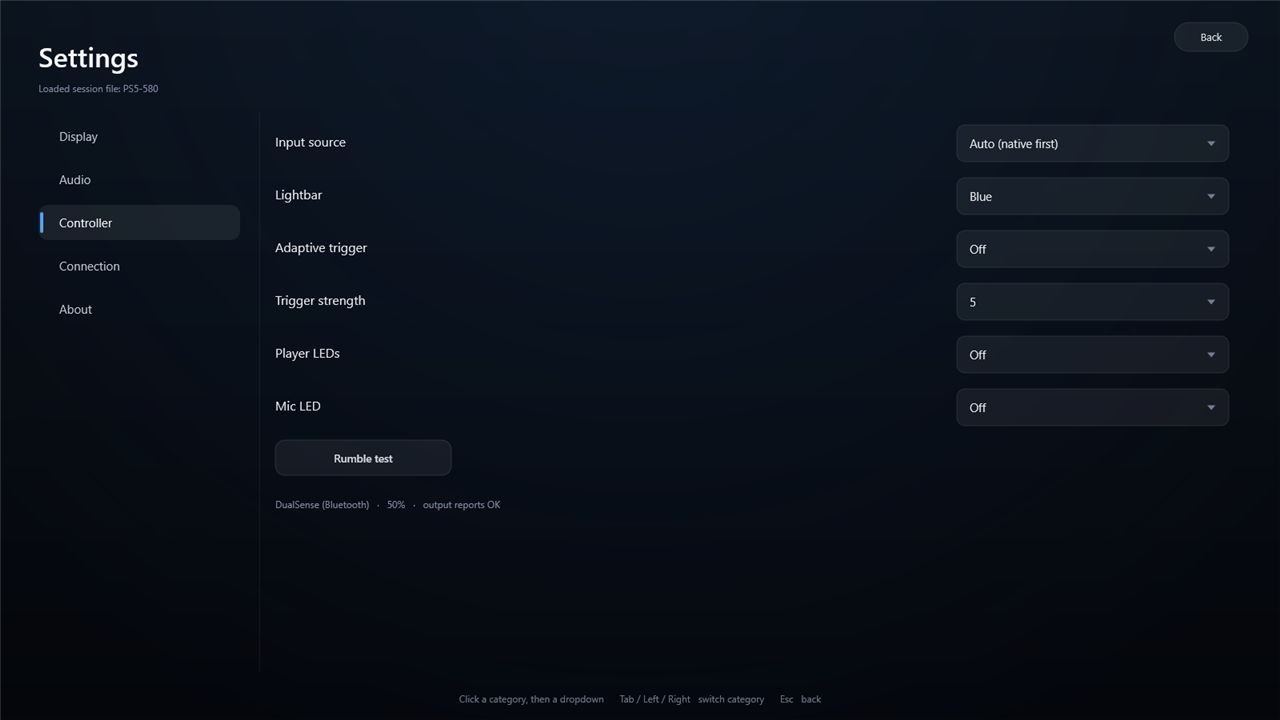 Back
Settings
Loaded session file: PS5-580
Display
Audio
Controller
Connection
About
Input source
Auto (native first)
Lightbar
Blue
Adaptive trigger
Off
Trigger strength
5
Player LEDs
Off
Mic LED
Off
Rumble test
DualSense (Bluetooth) · 50% · output reports OK
Click a category, then a dropdown Tab / Left / Right switch category Esc back